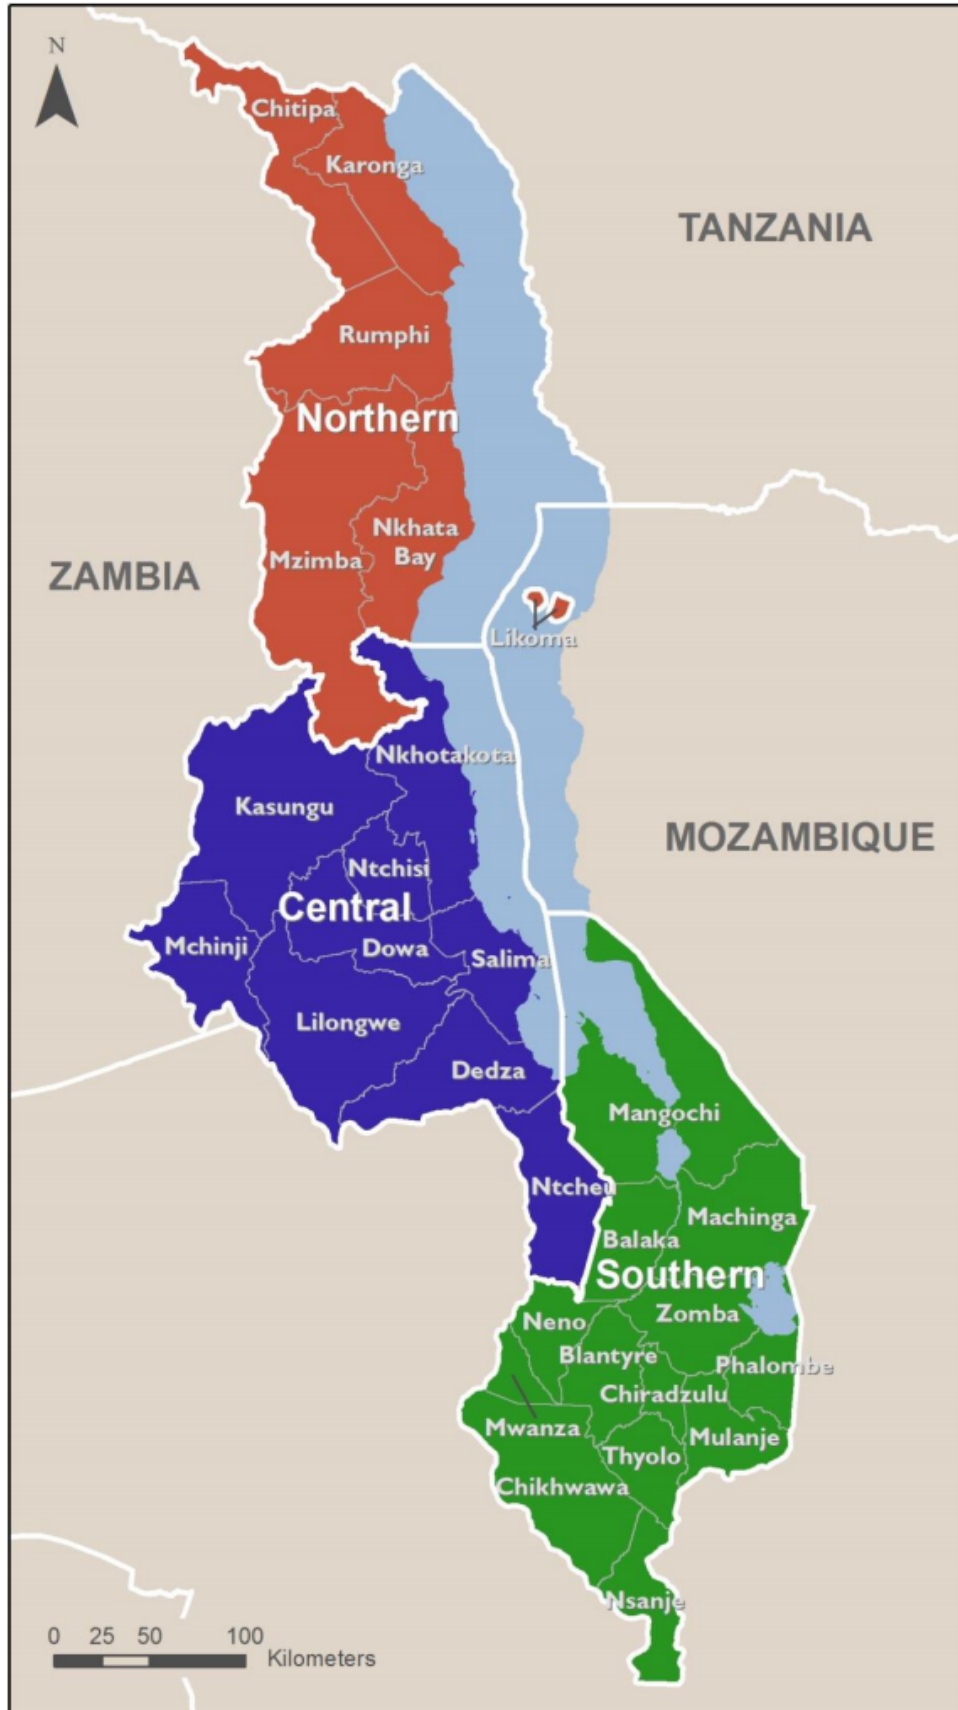 N
Chitipa
Karonga
TANZANIA
Rumphi
Northern
Nkhata
Bay
Mzimba
ZAMBIA
Likoma
Nkhotakota
Kasungu
MOZAMBIQUE
Ntchisi
Central
Mchinji
Dowa
Salima
Lilongwe
Dedza
Mangochi
Ntcheu
Machinga
Balaka
Southern
Zomba
Neno
Blantyre
Phalombe
Chiradzulu
Mwanza
Mulanje
Thyolo
Chikhwawa
Nsanje
0 25 50 100
Kilometers